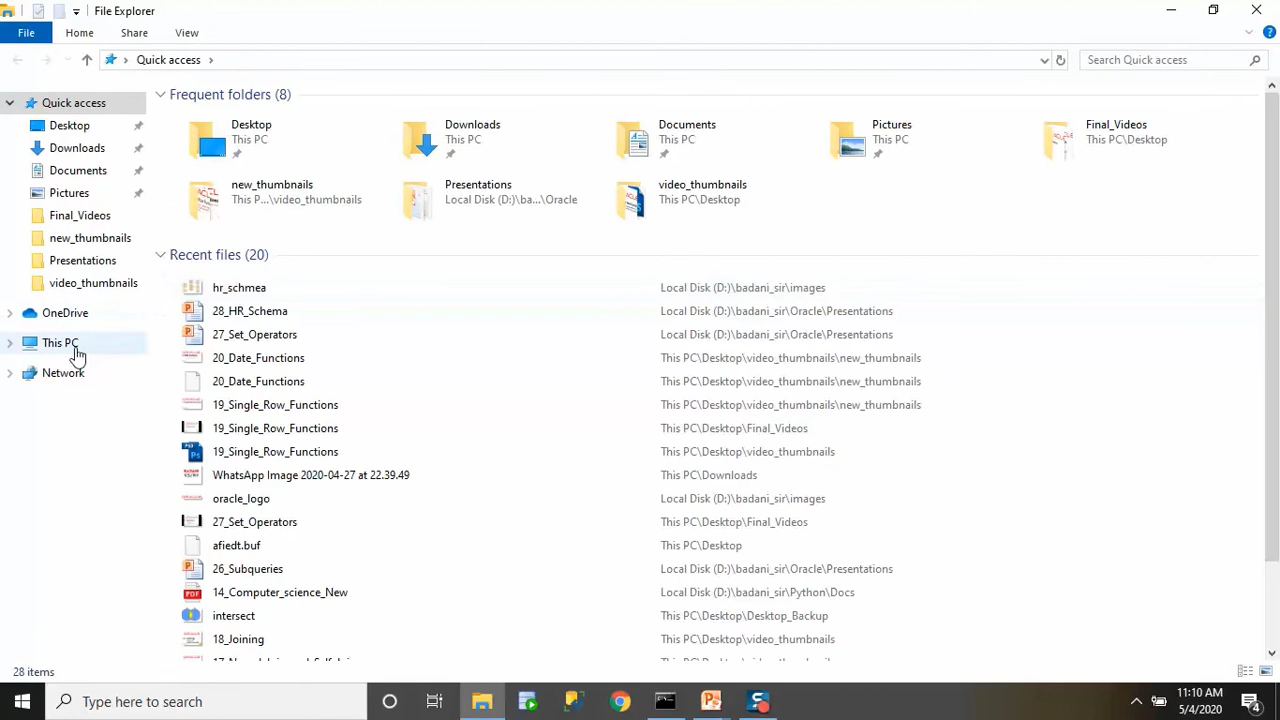 File Explorer
File Home Share View
Quick access
Search Quick access
Quick access
Desktop
Downloads
Documents
Pictures
Final_Videos
new_thumbnails
Presentations
video_thumbnails
OneDrive
This PC
Network
Frequent folders (8)
Desktop
This PC
Downloads
This PC
Documents
This PC
Pictures
This PC
Final_Videos
This PC\Desktop
new_thumbnails
This P...\video_thumbnails
Presentations
Local Disk (D:)\ba...\Oracle
video_thumbnails
This PC\Desktop
Recent files (20)
hr_schmea Local Disk (D:)\badani_sir\images
28_HR_Schema Local Disk (D:)\badani_sir\Oracle\Presentations
27_Set_Operators Local Disk (D:)\badani_sir\Oracle\Presentations
20_Date_Functions This PC\Desktop\video_thumbnails\new_thumbnails
20_Date_Functions This PC\Desktop\video_thumbnails\new_thumbnails
19_Single_Row_Functions This PC\Desktop\video_thumbnails\new_thumbnails
19_Single_Row_Functions This PC\Desktop\Final_Videos
19_Single_Row_Functions This PC\Desktop\video_thumbnails
WhatsApp Image 2020-04-27 at 22.39.49 This PC\Downloads
oracle_logo Local Disk (D:)\badani_sir\images
27_Set_Operators This PC\Desktop\Final_Videos
afiedt.buf This PC\Desktop
26_Subqueries Local Disk (D:)\badani_sir\Oracle\Presentations
14_Computer_science_New Local Disk (D:)\badani_sir\Python\Docs
intersect This PC\Desktop\Desktop_Backup
18_Joining This PC\Desktop\video_thumbnails
28 items
Type here to search
11:10 AM
5/4/2020
4